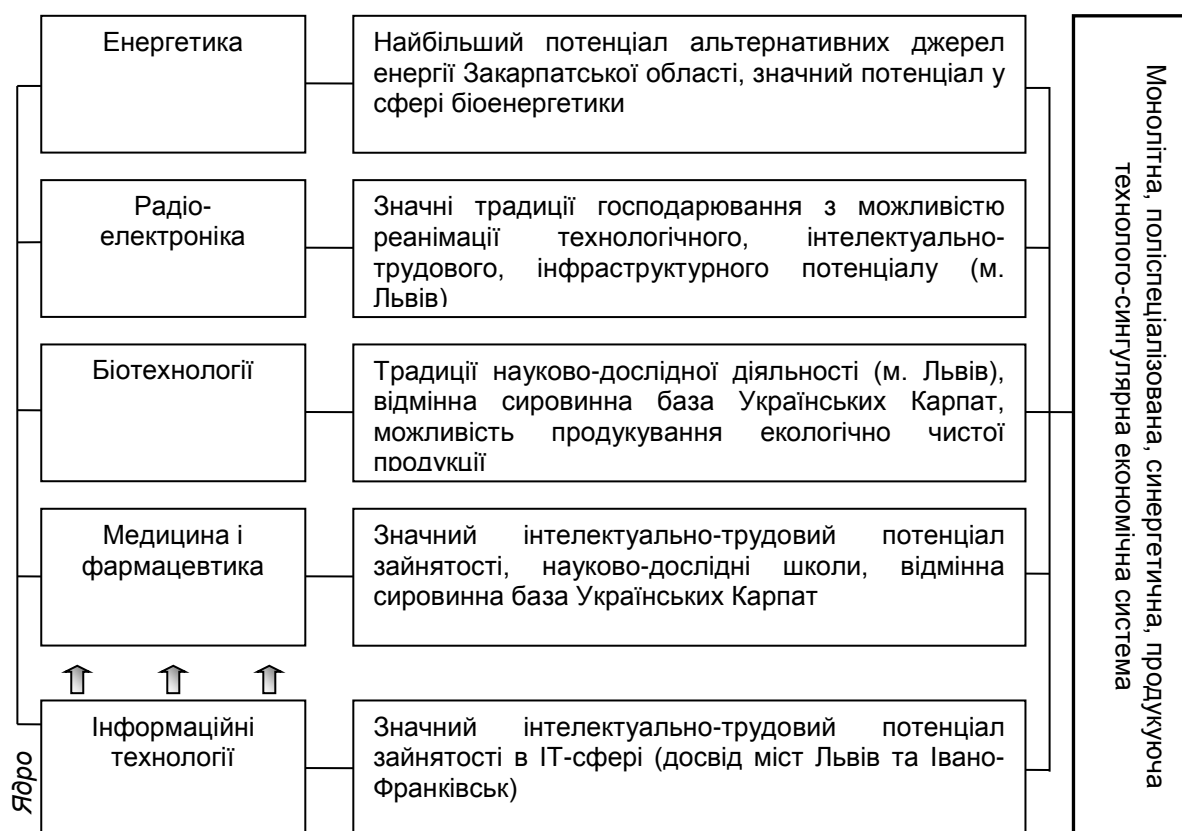 Енергетика
Найбільший потенціал альтернативних джерел
енергії Закарпатської області, значний потенціал у
сфері біоенергетики
Радіо-
електроніка
Значні традиції господарювання з можливістю
реанімації технологічного, інтелектуально-
трудового, інфраструктурного потенціалу (м.
Львів)
Біотехнології
Традиції науково-дослідної діяльності (м. Львів),
відмінна сировинна база Українських Карпат,
можливість продукування екологічно чистої
продукції
Медицина і
фармацевтика
Значний інтелектуально-трудовий потенціал
зайнятості, науково-дослідні школи, відмінна
сировинна база Українських Карпат
Інформаційні
технології
Значний інтелектуально-трудовий потенціал
зайнятості в ІТ-сфері (досвід міст Львів та Івано-
Франківськ)
Ядро
Монолітна, поліспеціалізована, синергетична, продукуюча
технолого-сингулярна економічна система